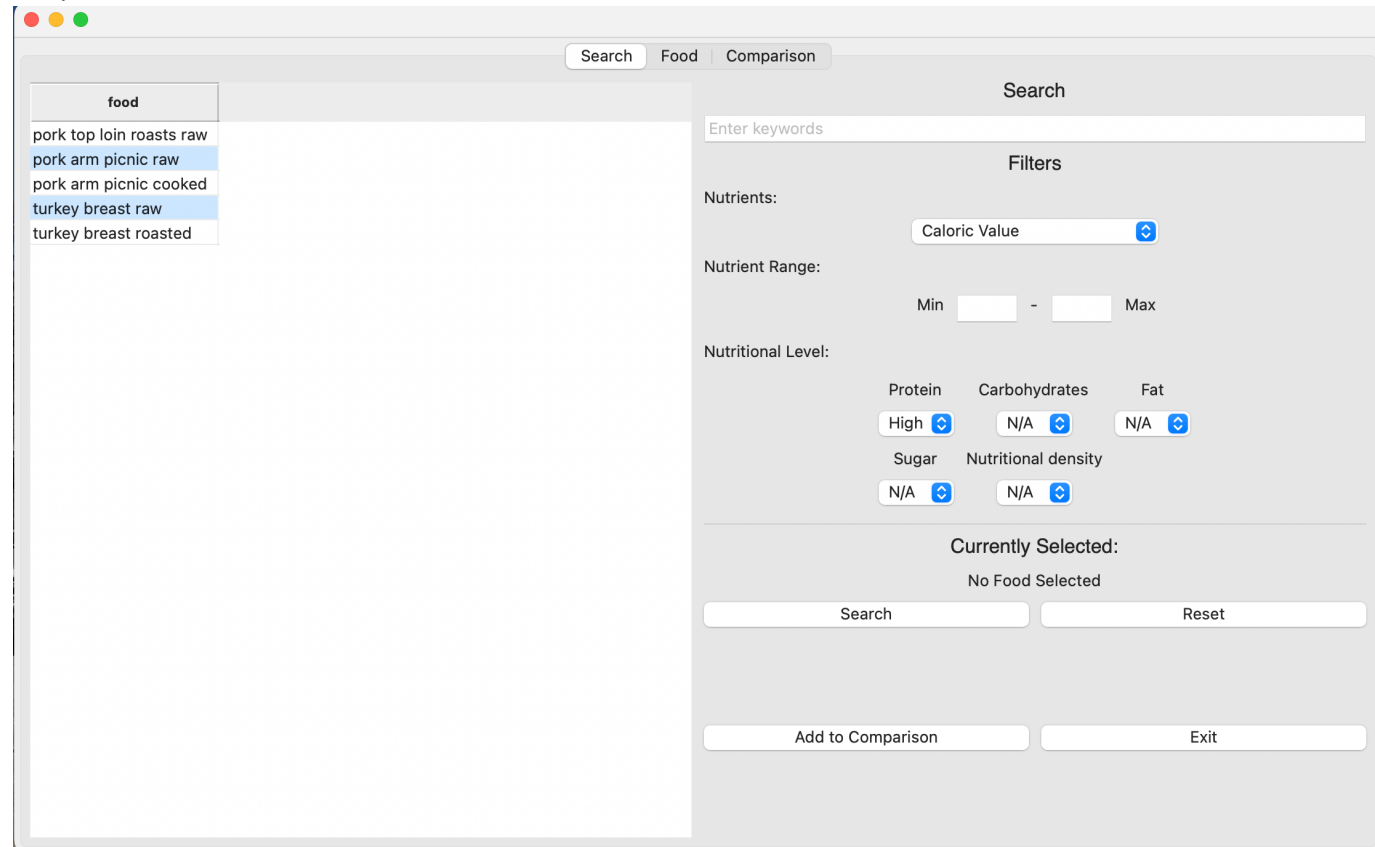 Search Food Comparison
food
pork top loin roasts raw
pork arm picnic raw
pork arm picnic cooked
turkey breast raw
turkey breast roasted
Search
Enter keywords
Filters
Nutrients:
Caloric Value
Nutrient Range:
Min - Max
Nutritional Level:
Protein Carbohydrates Fat
High N/A N/A
Sugar Nutritional density
N/A N/A
Currently Selected:
No Food Selected
Search Reset
Add to Comparison Exit